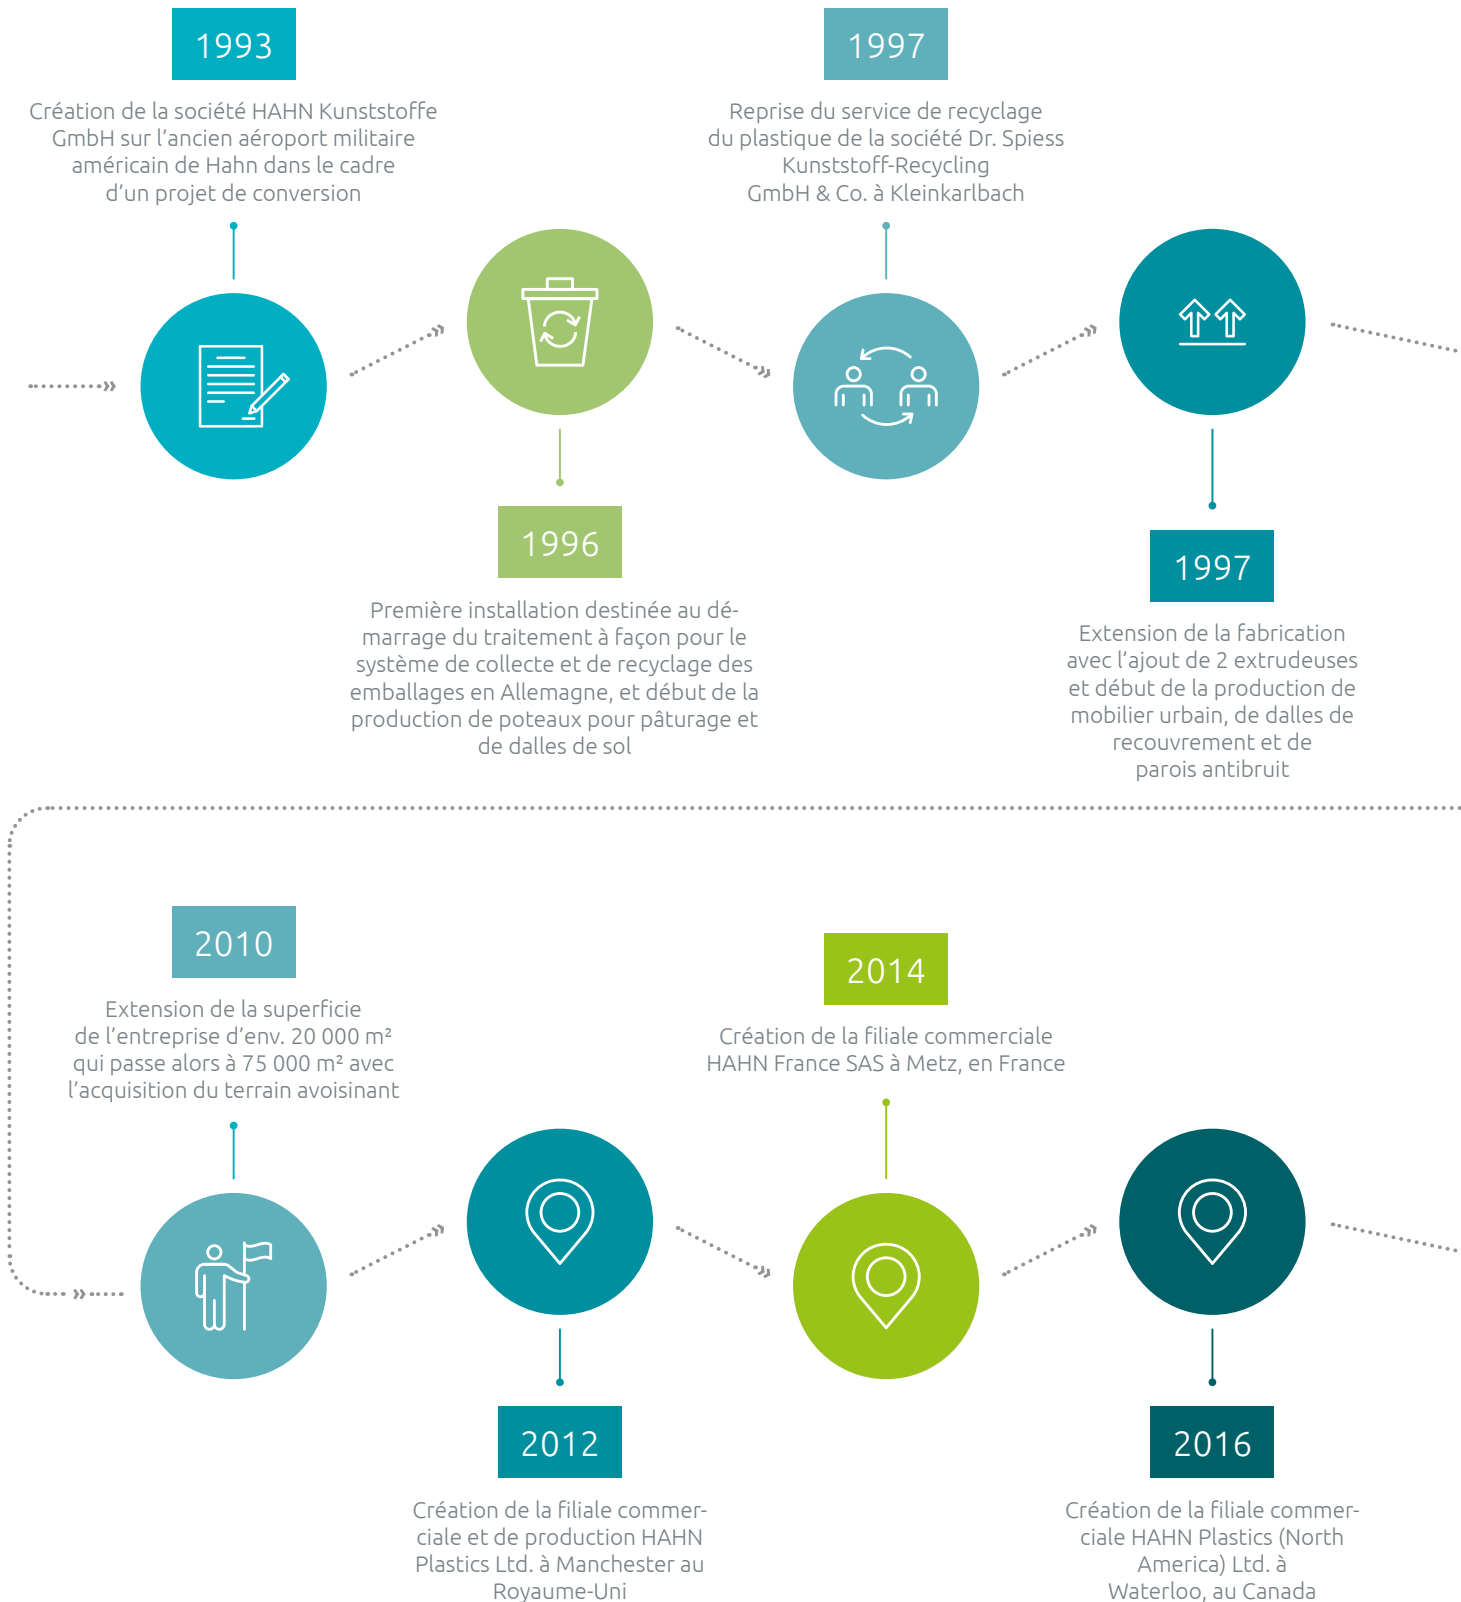 1993
Création de la société HAHN Kunststoffe
GmbH sur l’ancien aéroport militaire
américain de Hahn dans le cadre
d’un projet de conversion
1996
Première installation destinée au dé-
marrage du traitement à façon pour le
système de collecte et de recyclage des
emballages en Allemagne, et début de la
production de poteaux pour pâturage et
de dalles de sol
1997
Reprise du service de recyclage
du plastique de la société Dr. Spiess
Kunststoff-Recycling
GmbH & Co. à Kleinkarlbach
1997
Extension de la fabrication
avec l’ajout de 2 extrudeuses
et début de la production de
mobilier urbain, de dalles de
recouvrement et de
parois antibruit
2010
Extension de la superficie
de l’entreprise d’env. 20 000 m²
qui passe alors à 75 000 m² avec
l’acquisition du terrain avoisinant
2012
Création de la filiale commer-
ciale et de production HAHN
Plastics Ltd. à Manchester au
Royaume-Uni
2014
Création de la filiale commerciale
HAHN France SAS à Metz, en France
2016
Création de la filiale commer-
ciale HAHN Plastics (North
America) Ltd. à
Waterloo, au Canada